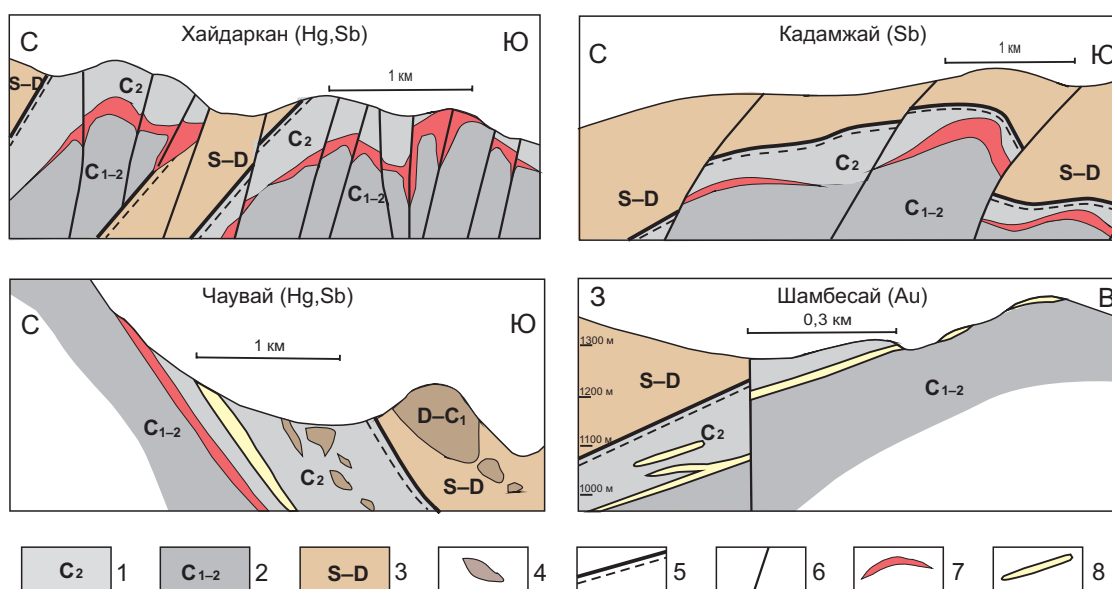 Хайдаркан (Hg,Sb)
С
Ю
1 км
S–D
C2
C1–2
S–D
C2
C1–2
Кадамжай (Sb)
С
Ю
1 км
C2
S–D
S–D
C1–2
Чаувай (Hg,Sb)
С
Ю
1 км
D–C1
C1–2
C2
S–D
З
Шамбесай (Au)
В
0,3 км
1300 м
S–D
1200 м
C1–2
C2
1100 м
1000 м
C2 1 C1–2 2 S–D 3 4 5 6 7 8